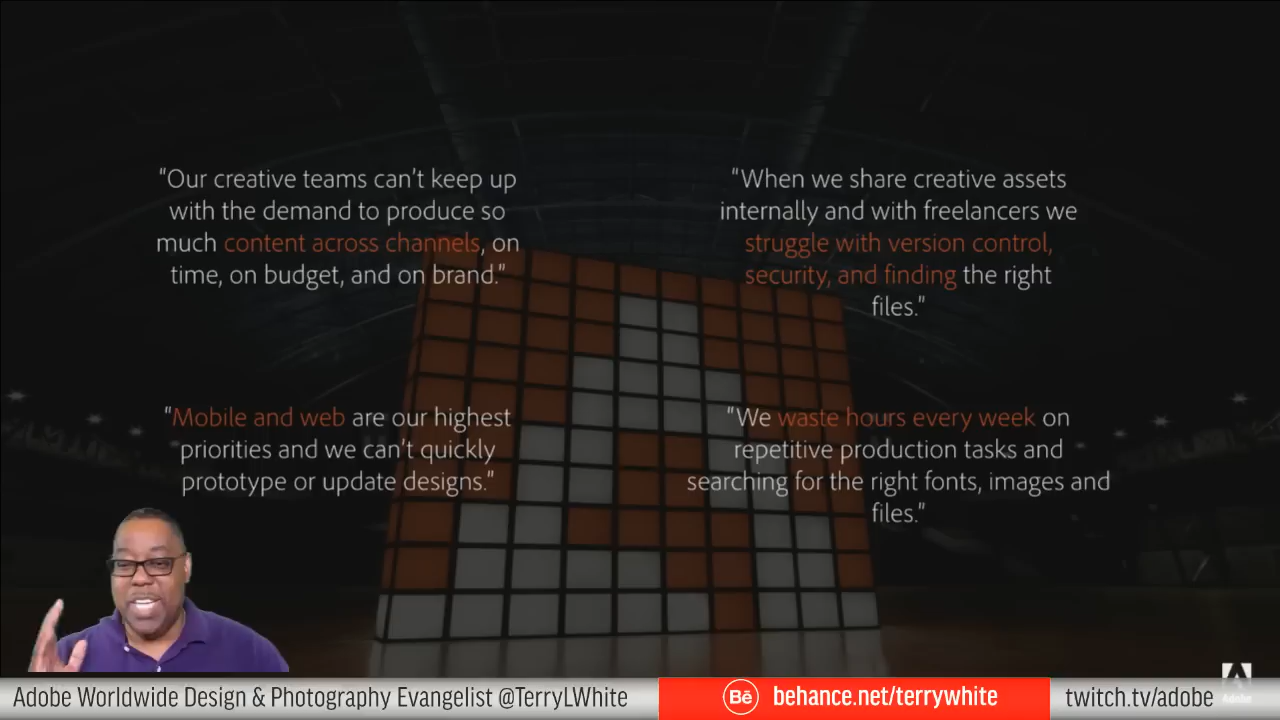 "Our creative teams can't keep up
with the demand to produce so
much content across channels, on
time, on budget, and on brand."
"When we share creative assets
internally and with freelancers we
struggle with version control,
security, and finding the right
files."
"Mobile and web are our highest
priorities and we can't quickly
prototype or update designs."
"We waste hours every week on
repetitive production tasks and
searching for the right fonts, images and
files."
Adobe
Adobe Worldwide Design & Photography Evangelist @TerryLWhite
Bē behance.net/terrywhite
twitch.tv/adobe